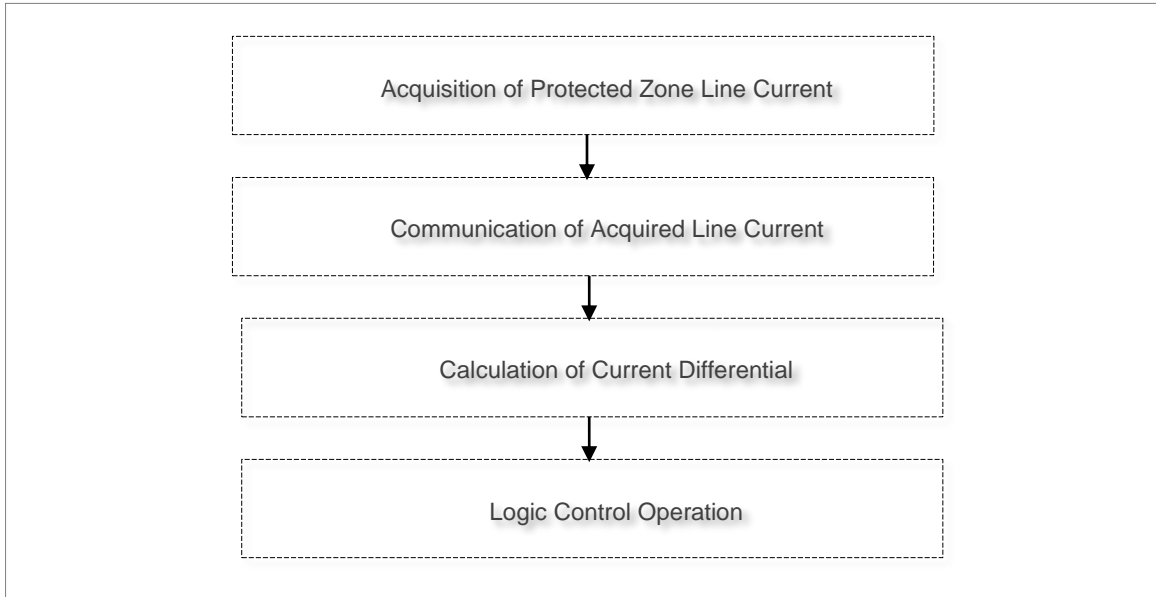 Acquisition of Protected Zone Line Current
Communication of Acquired Line Current
Calculation of Current Differential
Logic Control Operation